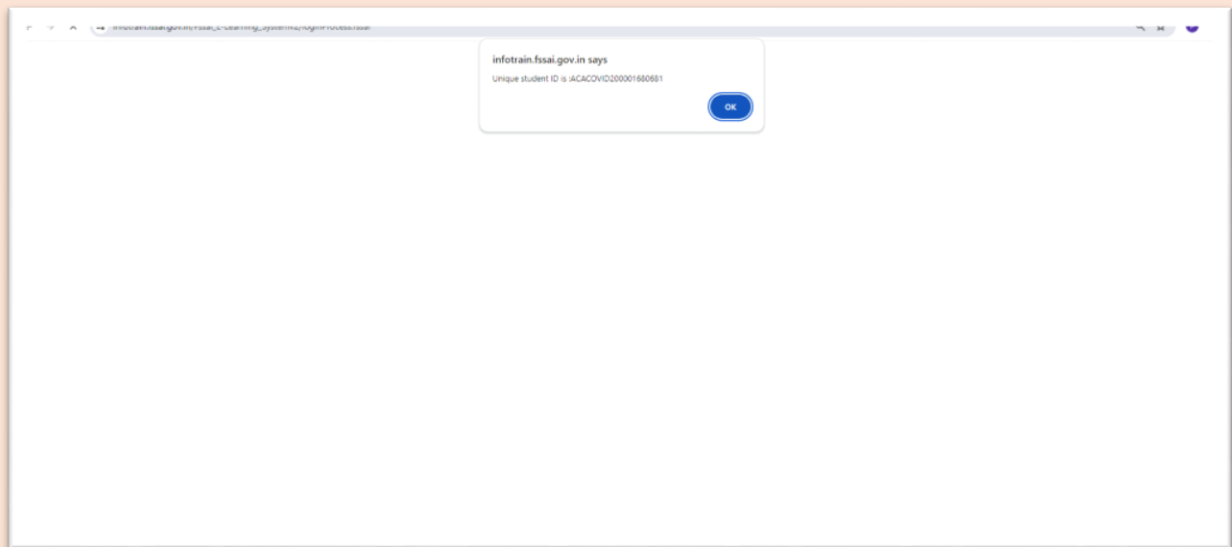 infotrain.fssai.gov.in says
Unique student ID is :ACACOVID200001680681
OK